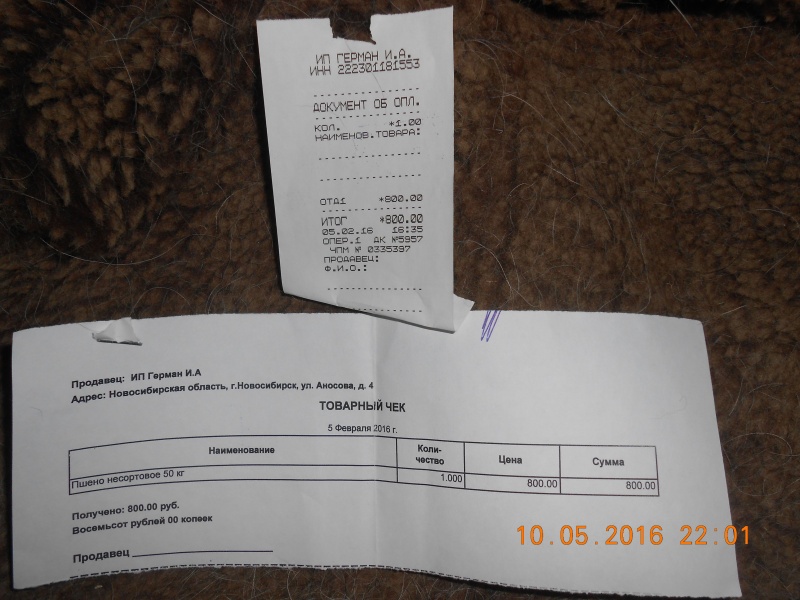 ИП ГЕРМАН И.А.
ИНН 222301181553
ДОКУМЕНТ ОБ ОПЛ.
КОЛ. *1.00
НАИМЕНОВ.ТОВАРА:
ОТД1 *800.00
ИТОГ *800.00
05.02.16 16:35
ОПЕР.1 ДК №5957
ЧПМ № 0335397
ПРОДАВЕЦ:
Ф.И.О.:
Продавец: ИП Герман И.А
Адрес: Новосибирская область, г.Новосибирск, ул. Аносова, д. 4
ТОВАРНЫЙ ЧЕК
5 Февраля 2016 г.
Наименование Коли-чество Цена Сумма
Пшено несортовое 50 кг 1.000 800.00 800.00
Получено: 800.00 руб.
Восемьсот рублей 00 копеек
Продавец
10.05.2016 22:01